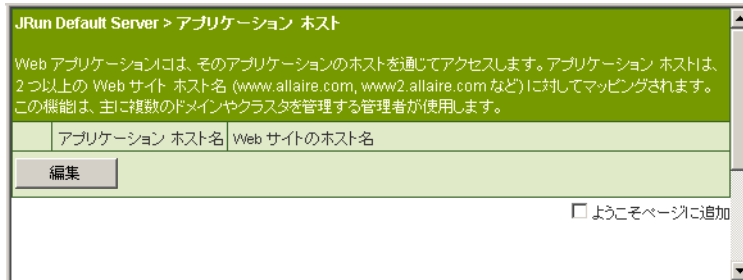 JRun Default Server > アプリケーション ホスト
Web アプリケーションには、そのアプリケーションのホストを通じてアクセスします。アプリケーション ホストは、
2 つ以上の Web サイト ホスト名 (www.allaire.com, www2.allaire.com など) に対してマッピングされます。
この機能は、主に複数のドメインやクラスタを管理する管理者が使用します。
アプリケーション ホスト名 Web サイトのホスト名
編集
ようこそページに追加